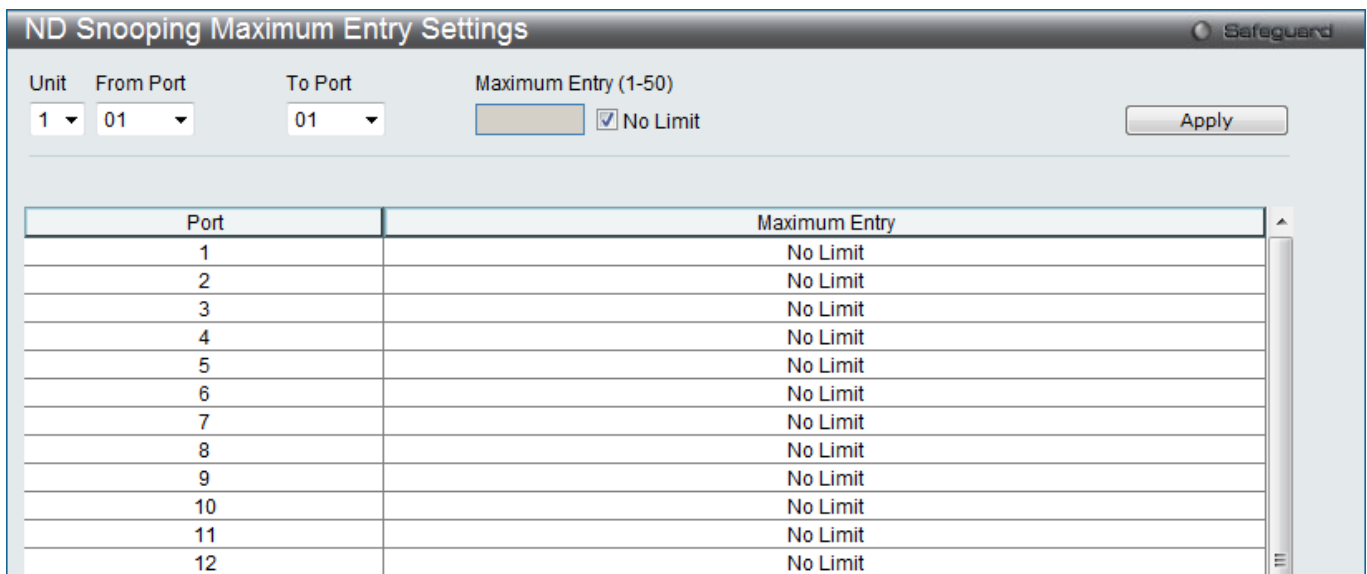 ND Snooping Maximum Entry Settings Safeguard
Unit From Port To Port Maximum Entry (1-50)
1 01 01 No Limit Apply
Port Maximum Entry
1 No Limit
2 No Limit
3 No Limit
4 No Limit
5 No Limit
6 No Limit
7 No Limit
8 No Limit
9 No Limit
10 No Limit
11 No Limit
12 No Limit